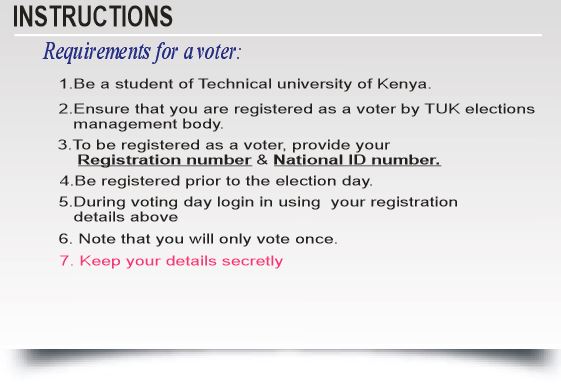 INSTRUCTIONS
Requirements for a voter:
1.Be a student of Technical university of Kenya.
2.Ensure that you are registered as a voter by TUK elections
management body.
3.To be registered as a voter, provide your
Registration number & National ID number.
4.Be registered prior to the election day.
5.During voting day login in using your registration
details above
6. Note that you will only vote once.
7. Keep your details secretly